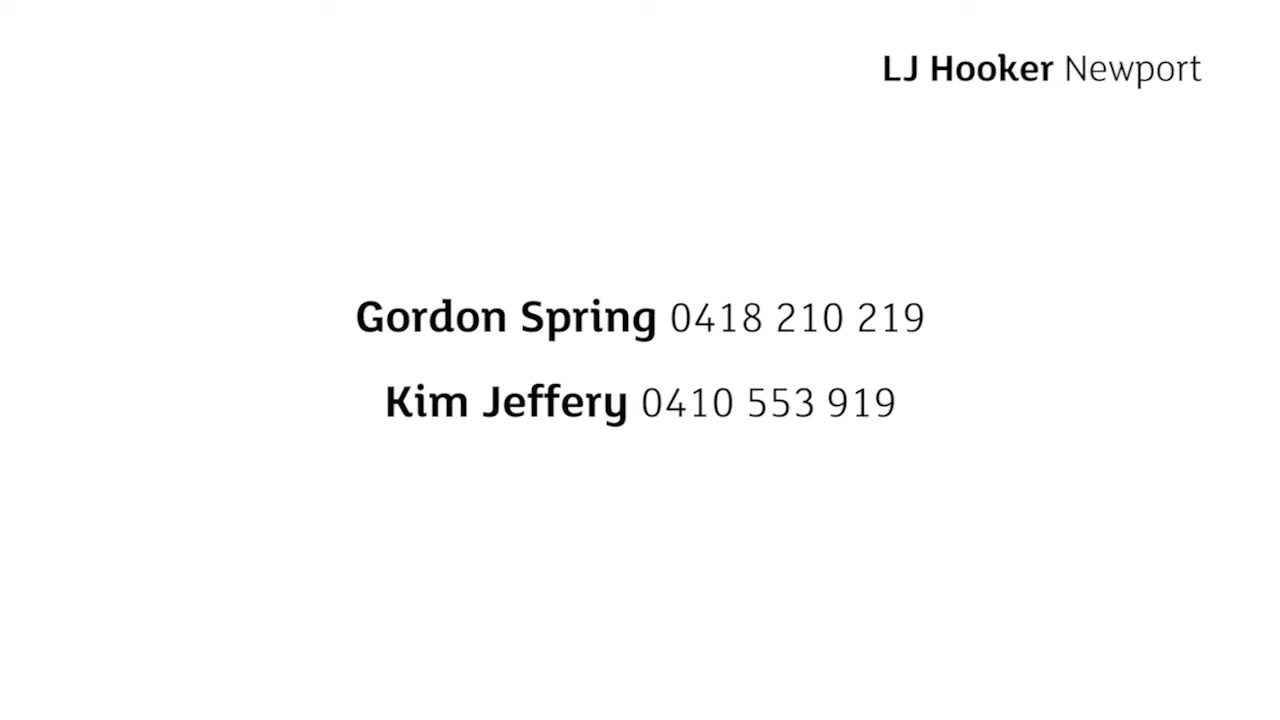 LJ Hooker Newport
Gordon Spring 0418 210 219
Kim Jeffery 0410 553 919